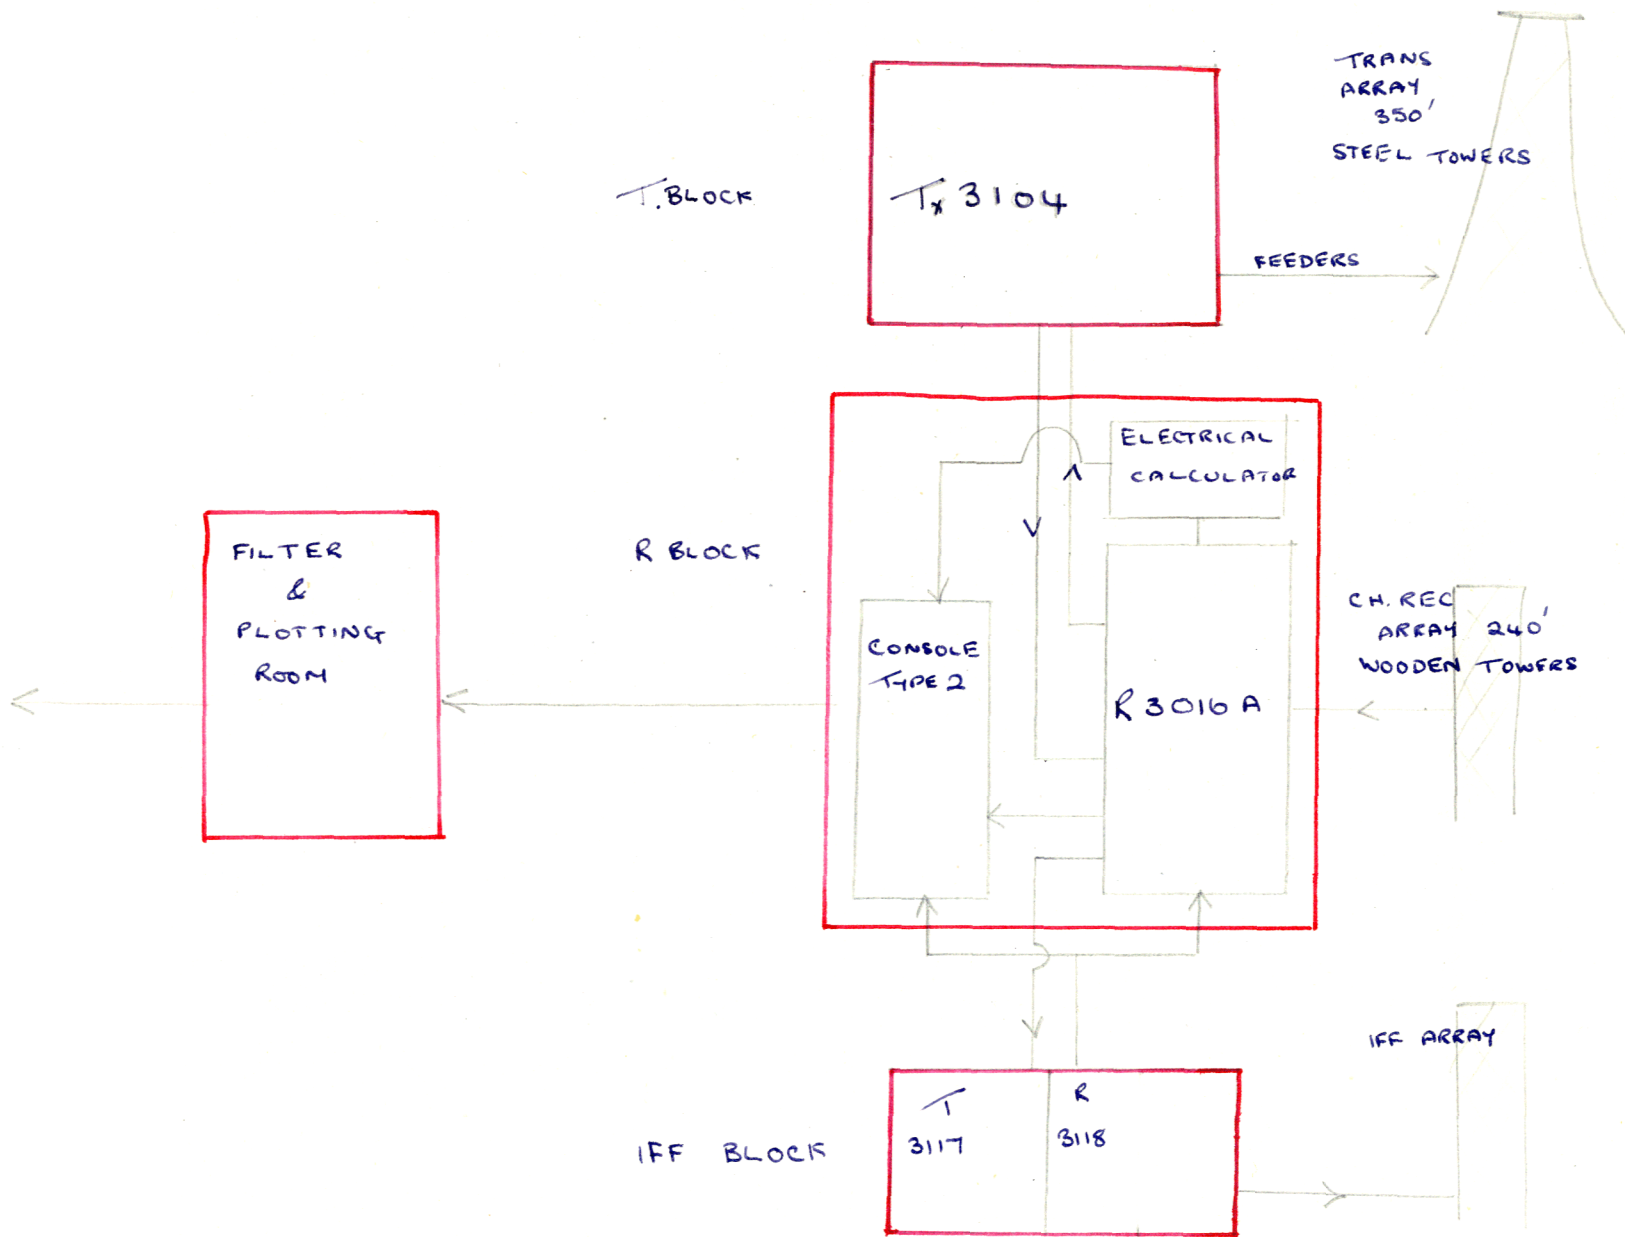 TRANS
ARRAY
350'
STEEL TOWERS
T. BLOCK
Tx 3104
FEEDERS
ELECTRICAL
CALCULATOR
FILTER
&
PLOTTING
ROOM
R BLOCK
CONSOLE
TYPE 2
R3016A
CH. REC
ARRAY 240'
WOODEN TOWERS
IFF ARRAY
IFF BLOCK
T
3117
R
3118